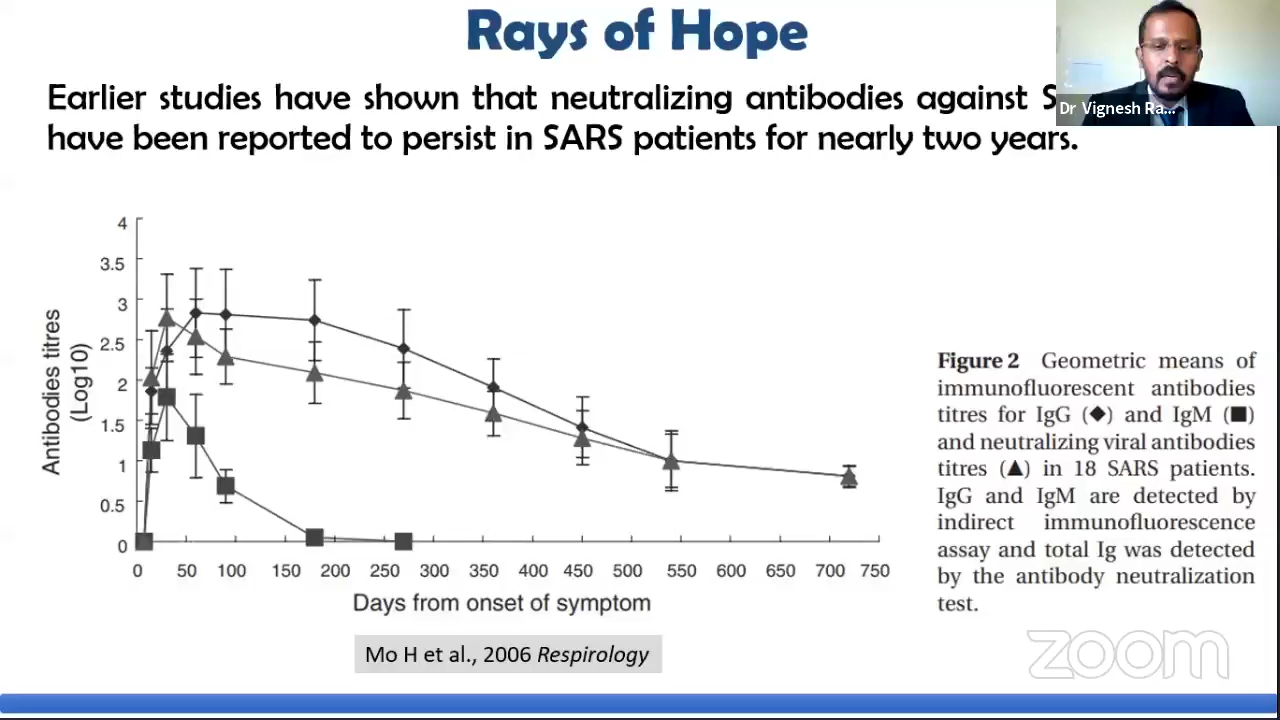 Rays of Hope
Earlier studies have shown that neutralizing antibodies against
have been reported to persist in SARS patients for nearly two years.
Dr Vignesh Ra...
4
3.5
3
2.5
2
1.5
1
0.5
0
Antibodies titres
(Log10)
0 50 100 150 200 250 300 350 400 450 500 550 600 650 700 750
Days from onset of symptom
Mo H et al., 2006 Respirology
Figure 2 Geometric means of
immunofluorescent antibodies
titres for IgG (◆) and IgM (■)
and neutralizing viral antibodies
titres (▲) in 18 SARS patients.
IgG and IgM are detected by
indirect immunofluorescence
assay and total Ig was detected
by the antibody neutralization
test.
zoom